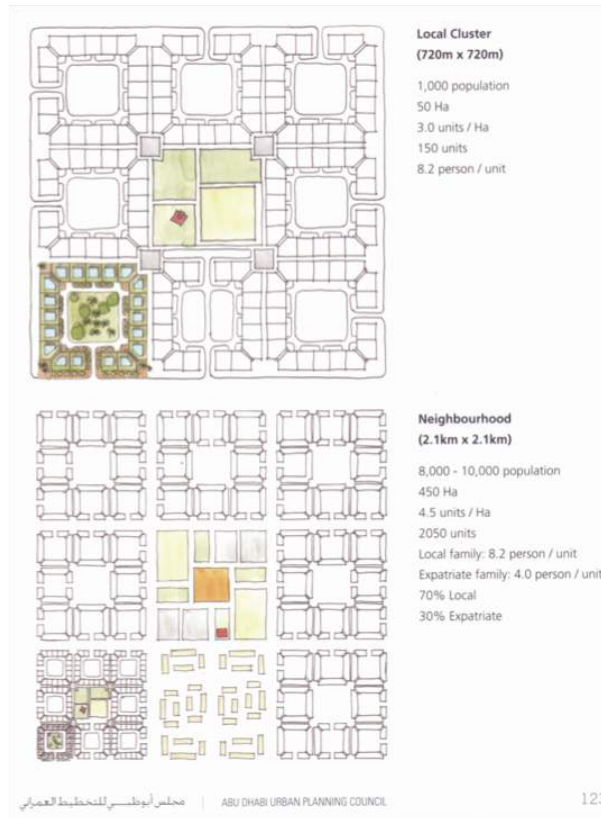 Local Cluster
(720m x 720m)
1,000 population
50 Ha
3.0 units / Ha
150 units
8.2 person / unit
Neighbourhood
(2.1km x 2.1km)
8,000 - 10,000 population
450 Ha
4.5 units / Ha
2050 units
Local family: 8.2 person / unit
Expatriate family: 4.0 person / unit
70% Local
30% Expatriate
مجلس أبوظبي للتخطيط العمراني | ABU DHABI URBAN PLANNING COUNCIL 123